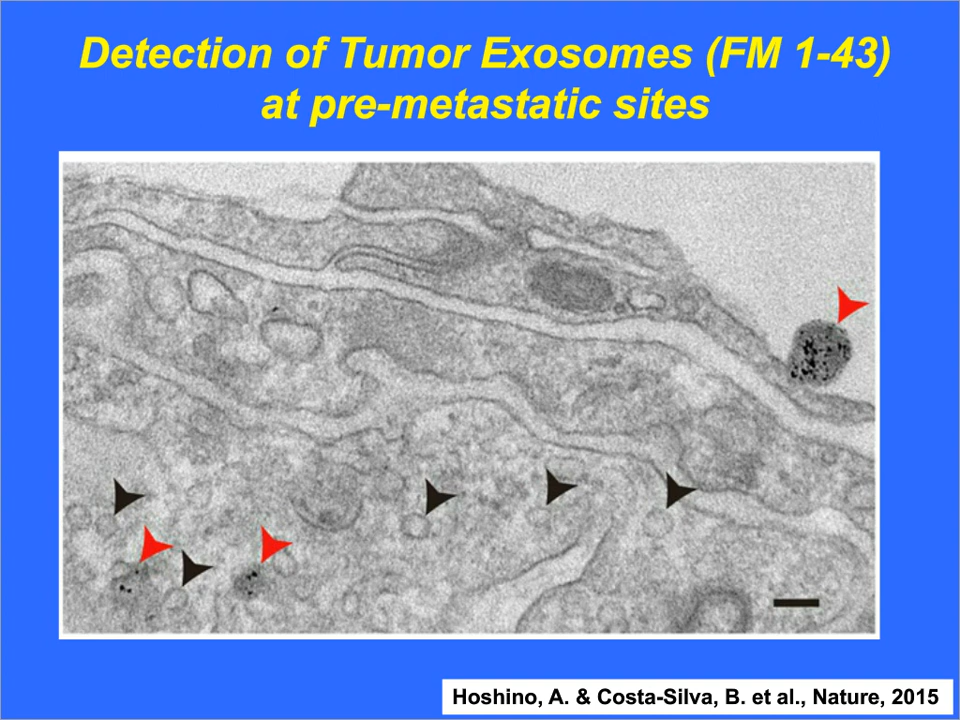 Detection of Tumor Exosomes (FM 1-43)
at pre-metastatic sites
Hoshino, A. & Costa-Silva, B. et al., Nature, 2015